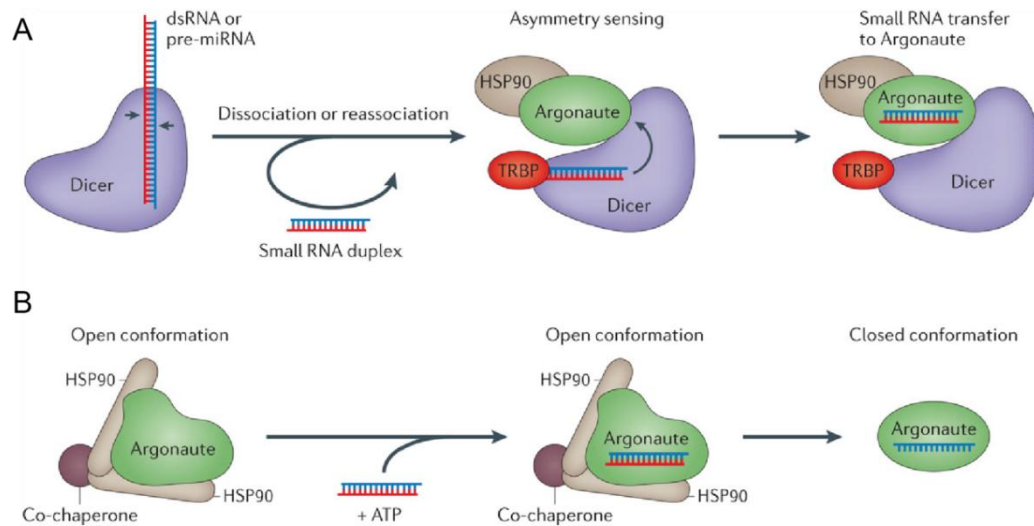 A
dsRNA or
pre-miRNA
Dicer
Dissociation or reassociation
Small RNA duplex
Asymmetry sensing
HSP90
Argonaute
TRBP
Dicer
Small RNA transfer
to Argonaute
HSP90
Argonaute
TRBP
Dicer
B
Open conformation
HSP90
Argonaute
HSP90
Co-chaperone
+ ATP
Open conformation
HSP90
Argonaute
HSP90
Co-chaperone
Closed conformation
Argonaute